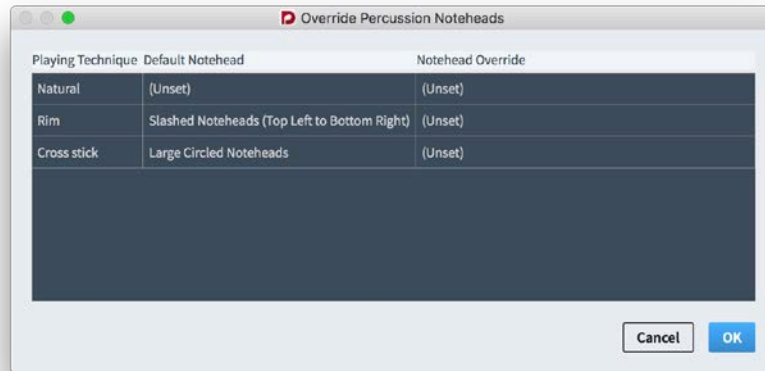 Override Percussion Noteheads
Playing Technique Default Notehead Notehead Override
Natural (Unset) (Unset)
Rim Slashed Noteheads (Top Left to Bottom Right) (Unset)
Cross stick Large Circled Noteheads (Unset)
Cancel OK